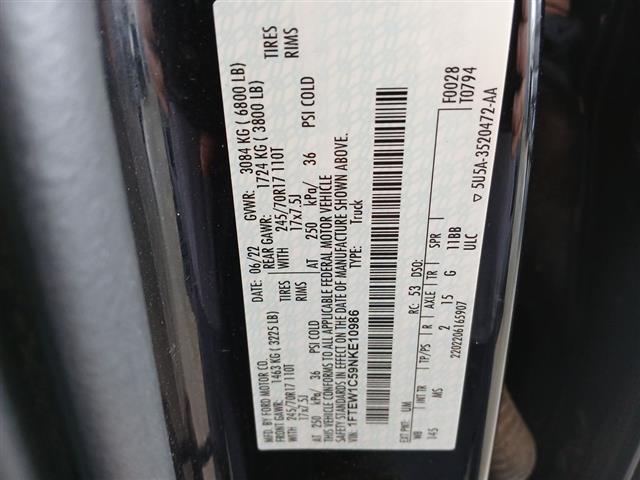 MFD. BY FORD MOTOR CO.
DATE: 06/22 GVWR: 3084 KG ( 6800 LB)
FRONT GAWR: 1463 KG ( 3225 LB) REAR GAWR: 1724 KG ( 3800 LB)
245/70R17 110T TIRES WITH 245/70R17 110T TIRES
17x7.5J RIMS 17x7.5J RIMS
AT 250 kPa/ 36 PSI COLD AT 250 kPa/ 36 PSI COLD
THIS VEHICLE CONFORMS TO ALL APPLICABLE FEDERAL MOTOR VEHICLE
SAFETY STANDARDS IN EFFECT ON THE DATE OF MANUFACTURE SHOWN ABOVE.
1FTEW1C59NKE10986 TYPE: Truck
F0028
T0794
EXT PNT: UM RC: 53 DSO:
WB INT TR TP/PS R AXLE TR SPR
145 2 15 G 11BB
2202206165907 ULC
▽ 5U5A-3520472-AA